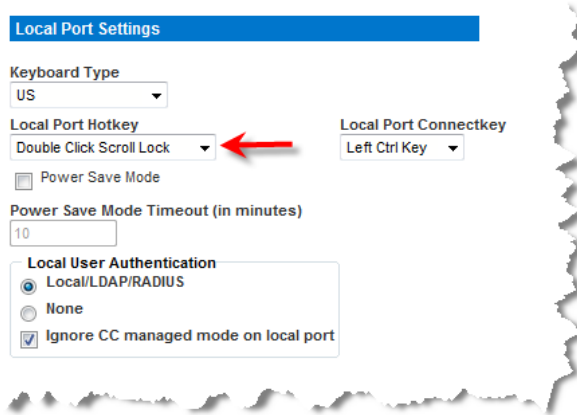 Local Port Settings
Keyboard Type
US
Local Port Hotkey Local Port Connectkey
Double Click Scroll Lock Left Ctrl Key
Power Save Mode
Power Save Mode Timeout (in minutes)
10
Local User Authentication
Local/LDAP/RADIUS
None
Ignore CC managed mode on local port